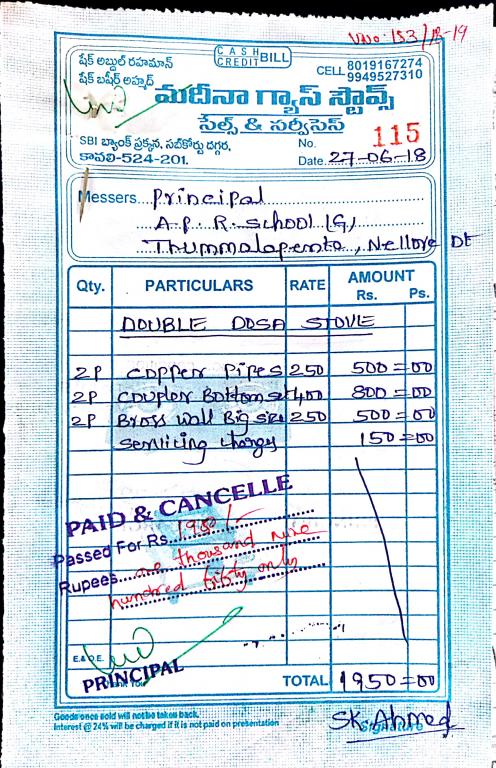 V.No: 153/18-19
షేక్ అబ్దుల్ రహమాన్
షేక్ బషీర్ అహ్మద్
CASH
CREDIT BILL
CELL 8019167274
9949527310
మదీనా గ్యాస్ స్టౌవ్స్
సేల్స్ & సర్వీసెస్
SBI బ్యాంక్ ప్రక్కన, సబ్‌కోర్టు దగ్గర,
కావలి-524-201.
No. 115
Date. 27-06-18
Messers. Principal
A.P.R. School (G)
Thummalapenta, Nellore Dt
Qty. PARTICULARS RATE AMOUNT
Rs. Ps.
DOUBLE DOSA STOVE
2P Copper Pipes 250 500=00
2P Coupler Bottom set 400 800=00
2P Bross wall Big size 250 500=00
Servicing charges 150=00
PAID & CANCELLE
Passed For Rs. 1950/-
Rupees one thousand nine
hundred fifty only
E.& O.E.
PRINCIPAL
TOTAL 1950=00
Goods once sold will not be taken back.
Interest @ 24% will be charged if it is not paid on presentation
SK. Ahmed
Signature